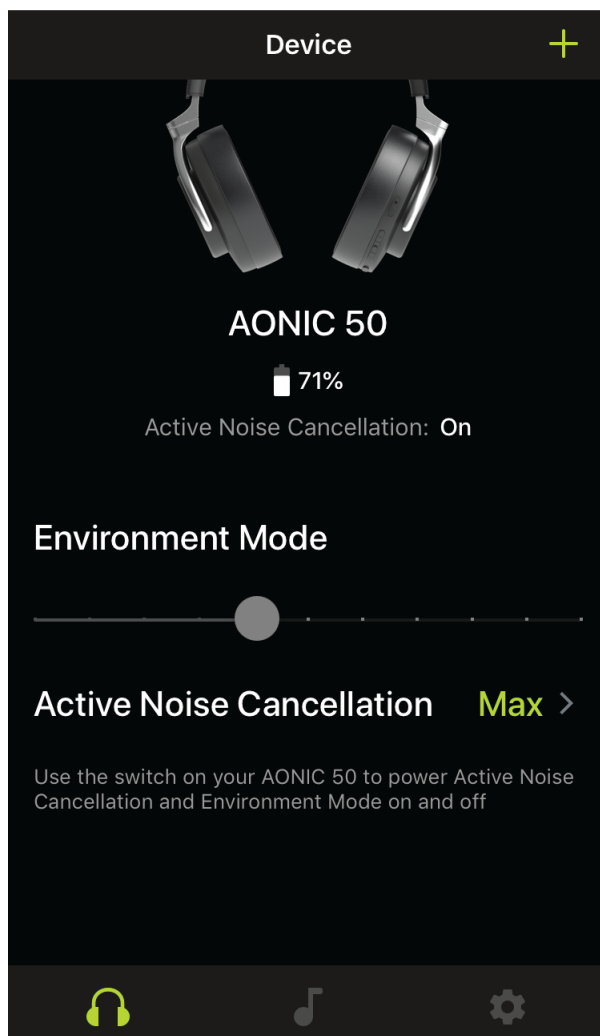 Device
AONIC 50
71%
Active Noise Cancellation: On
Environment Mode
Active Noise Cancellation Max
Use the switch on your AONIC 50 to power Active Noise
Cancellation and Environment Mode on and off